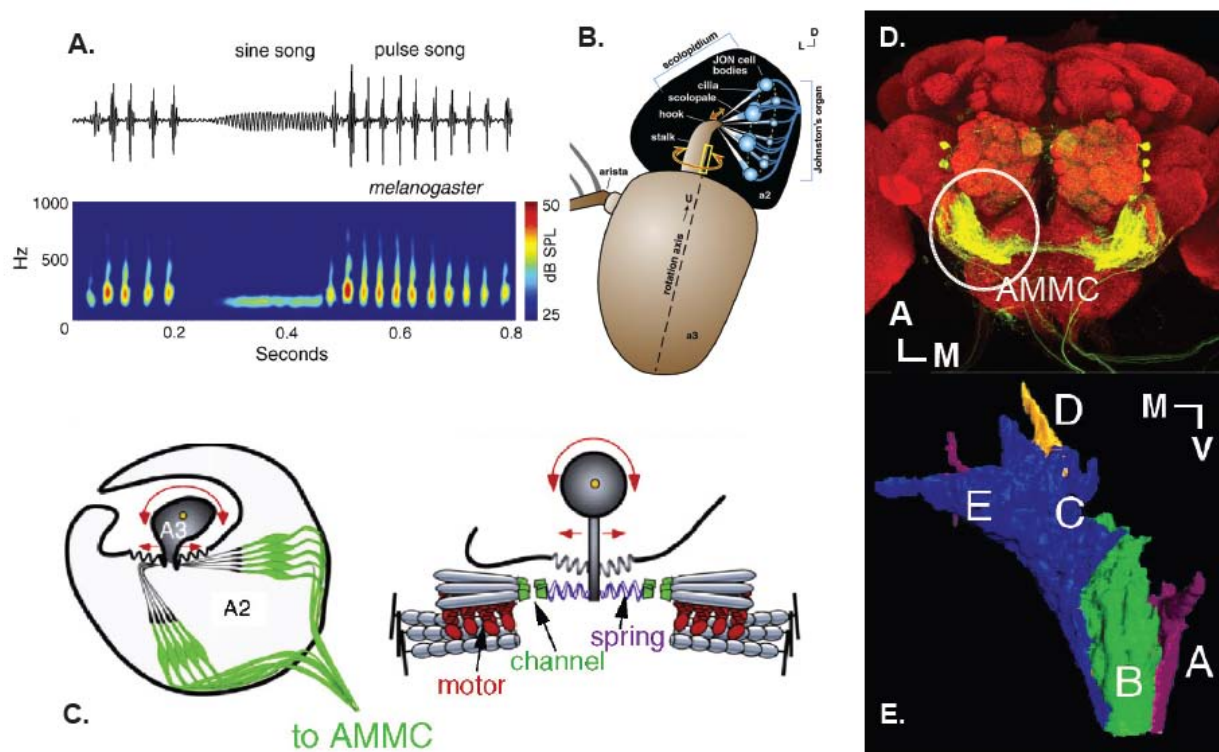 A.
sine song
pulse song
melanogaster
1000
Hz
500
0
0.2
0.4
0.6
0.8
Seconds
50
dB SPL
25
B.
D
L
scolopidium
JON cell
bodies
cilia
scolopale
hook
stalk
arista
Johnston's organ
a2
U
rotation axis
a3
C.
A3
A2
to AMMC
motor
channel
spring
D.
AMMC
A
M
D
M
V
E
C
B
A
E.